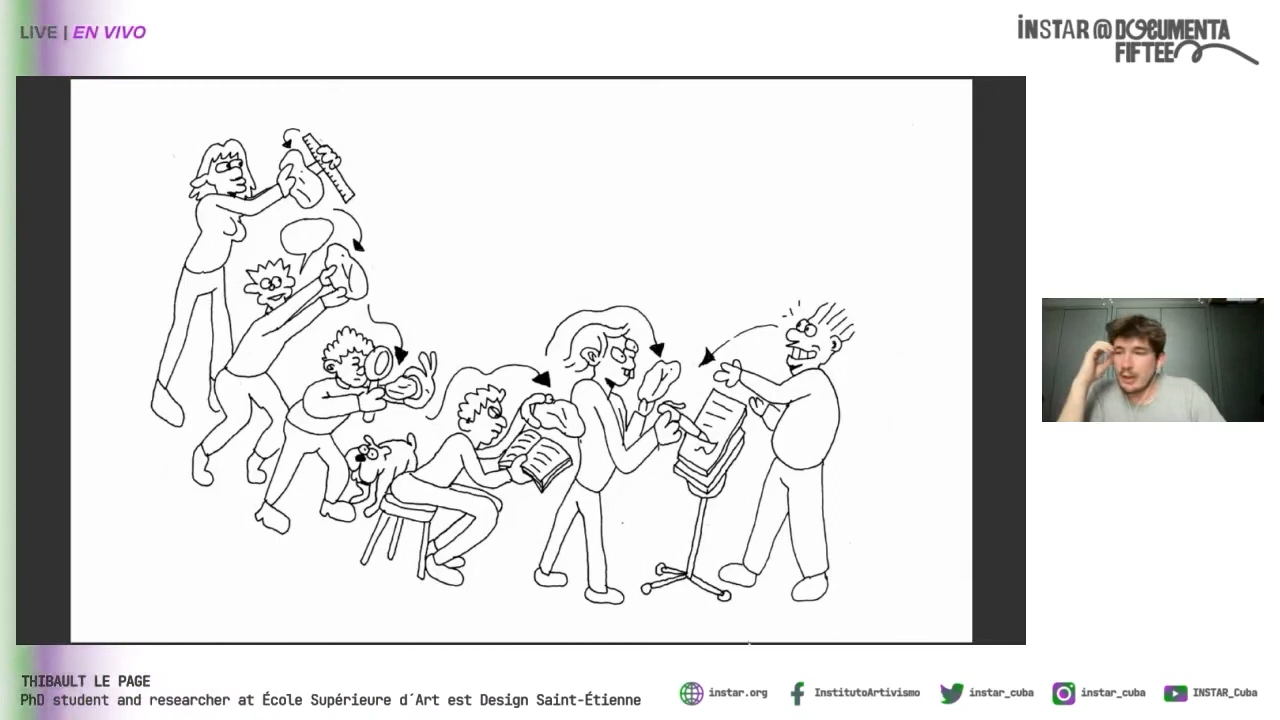 LIVE | EN VIVO
INSTAR @ DOCUMENTA
FIFTEE
THIBAULT LE PAGE
PhD student and researcher at École Supérieure d´Art est Design Saint-Étienne
instar.org
InstitutoArtivismo
instar_cuba
instar_cuba
INSTAR_Cuba